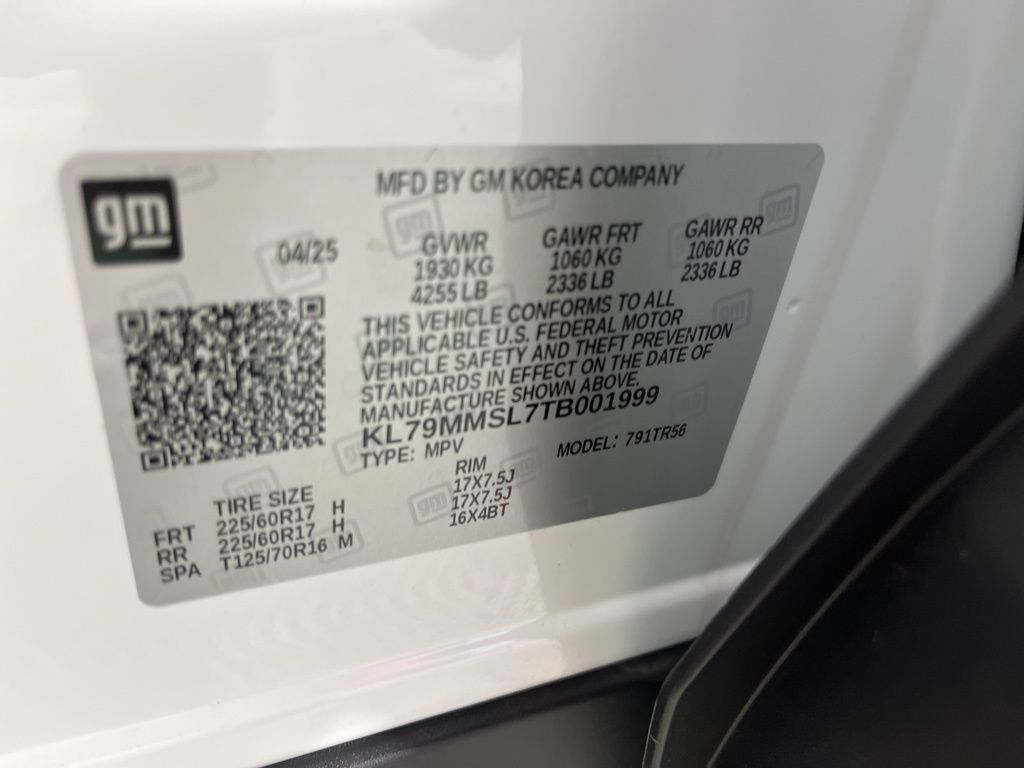 gm
MFD BY GM KOREA COMPANY
04/25
GVWR
1930 KG
4255 LB
GAWR FRT
1060 KG
2336 LB
GAWR RR
1060 KG
2336 LB
THIS VEHICLE CONFORMS TO ALL
APPLICABLE U.S. FEDERAL MOTOR
VEHICLE SAFETY AND THEFT PREVENTION
STANDARDS IN EFFECT ON THE DATE OF
MANUFACTURE SHOWN ABOVE.
KL79MMSL7TB001999
TYPE: MPV
MODEL: 791TR56
TIRE SIZE
RIM
FRT 225/60R17 H 17X7.5J
RR 225/60R17 H 17X7.5J
SPA T125/70R16 M 16X4BT